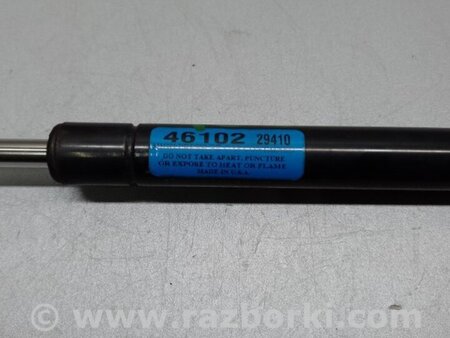 46102 29410
DO NOT TAKE APART, PUNCTURE
OR EXPOSE TO HEAT OR FLAME
MADE IN U.S.A.
www.razborki.com